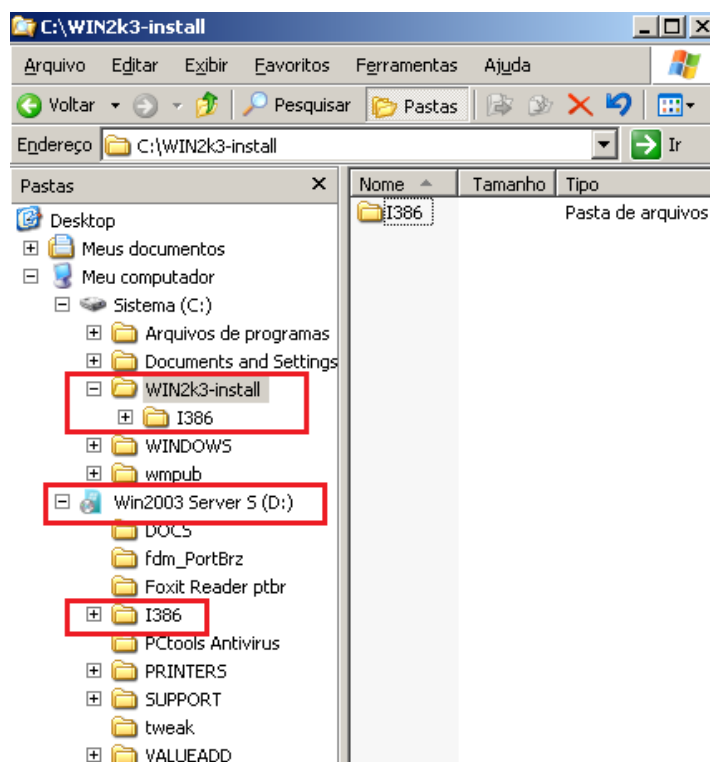 C:\WIN2k3-install
Arquivo Editar Exibir Favoritos Ferramentas Ajuda
Voltar Pesquisar Pastas
Endereço C:\WIN2k3-install Ir
Pastas Nome Tamanho Tipo
I386 Pasta de arquivos
Desktop
Meus documentos
Meu computador
Sistema (C:)
Arquivos de programas
Documents and Settings
WIN2k3-install
I386
WINDOWS
wmpub
Win2003 Server S (D:)
DOCS
fdm_PortBrz
Foxit Reader ptbr
I386
PCtools Antivirus
PRINTERS
SUPPORT
tweak
VALUEADD